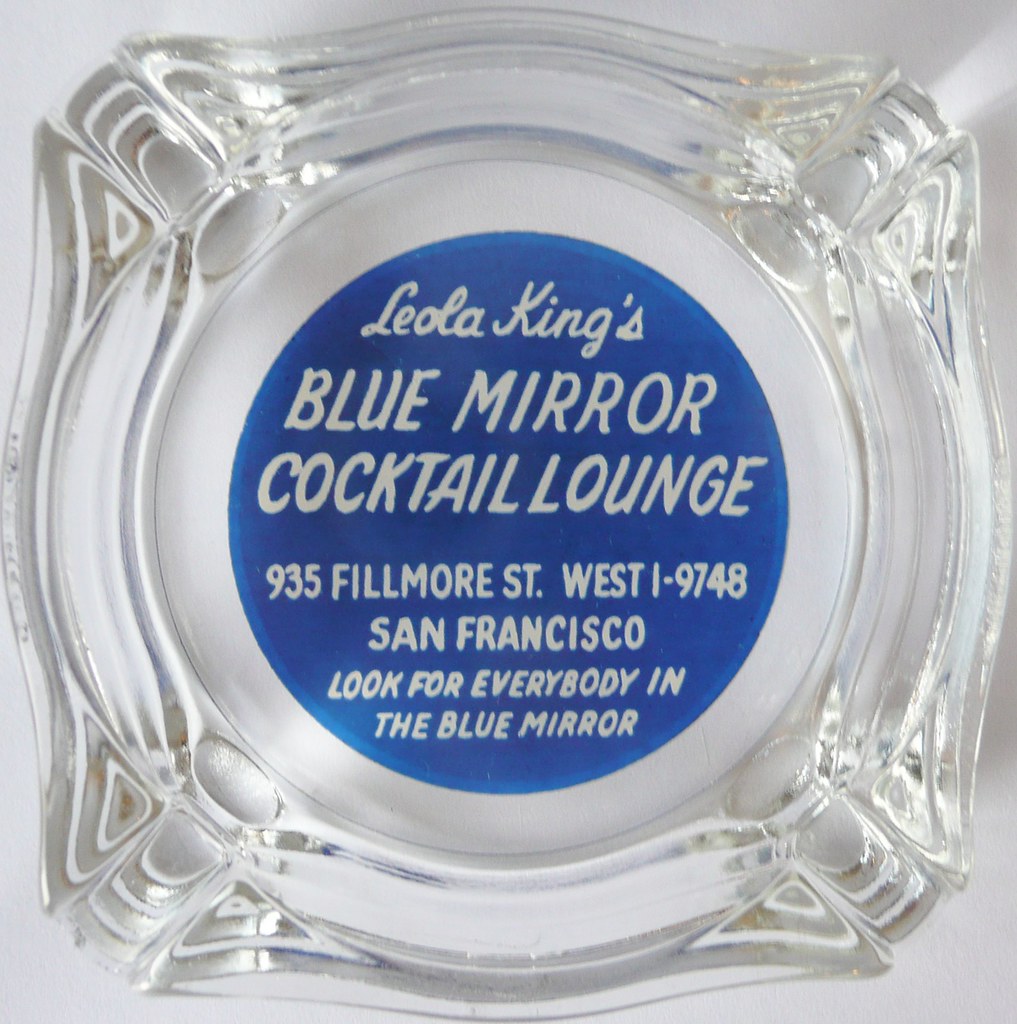 Leola King's
BLUE MIRROR
COCKTAIL LOUNGE
935 FILLMORE ST. WEST 1-9748
SAN FRANCISCO
LOOK FOR EVERYBODY IN
THE BLUE MIRROR